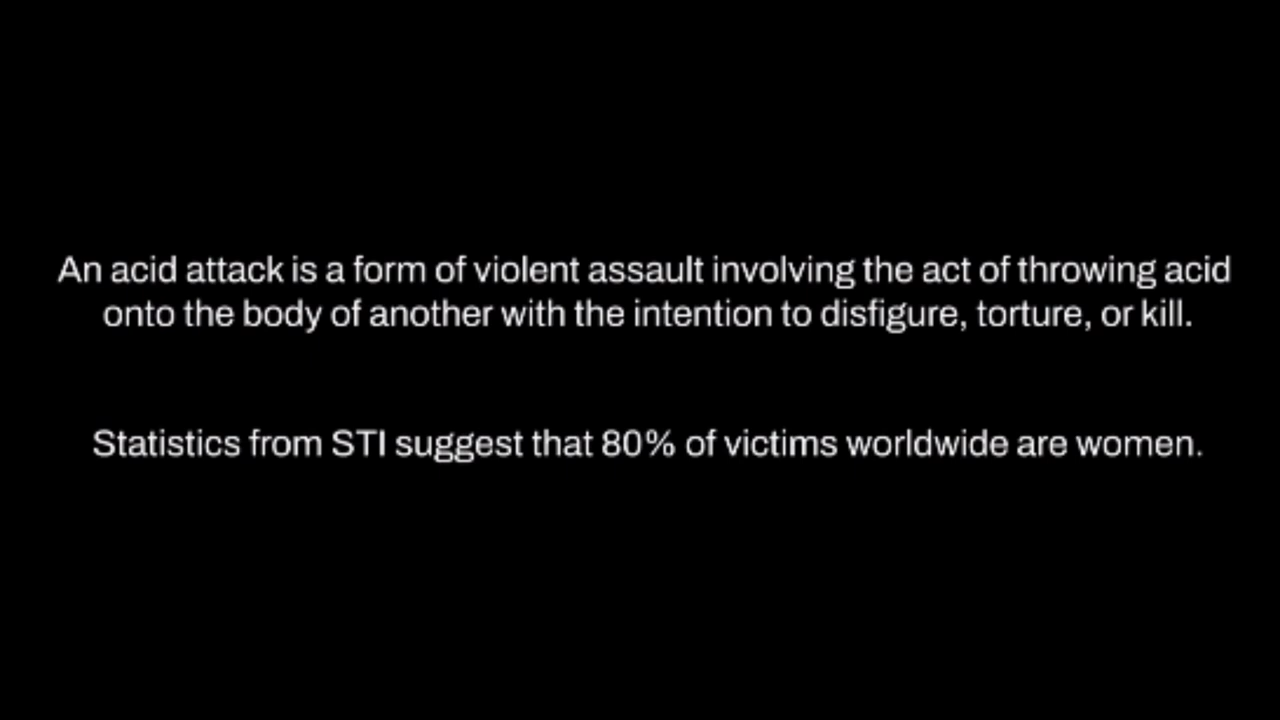 An acid attack is a form of violent assault involving the act of throwing acid
onto the body of another with the intention to disfigure, torture, or kill.
Statistics from STI suggest that 80% of victims worldwide are women.